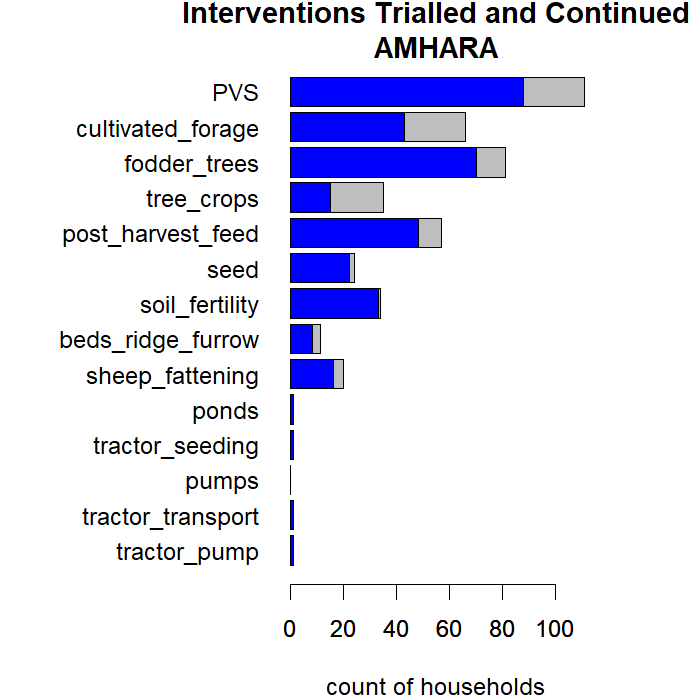 Interventions Trialled and Continued
AMHARA
PVS
cultivated_forage
fodder_trees
tree_crops
post_harvest_feed
seed
soil_fertility
beds_ridge_furrow
sheep_fattening
ponds
tractor_seeding
pumps
tractor_transport
tractor_pump
0 20 40 60 80 100
count of households